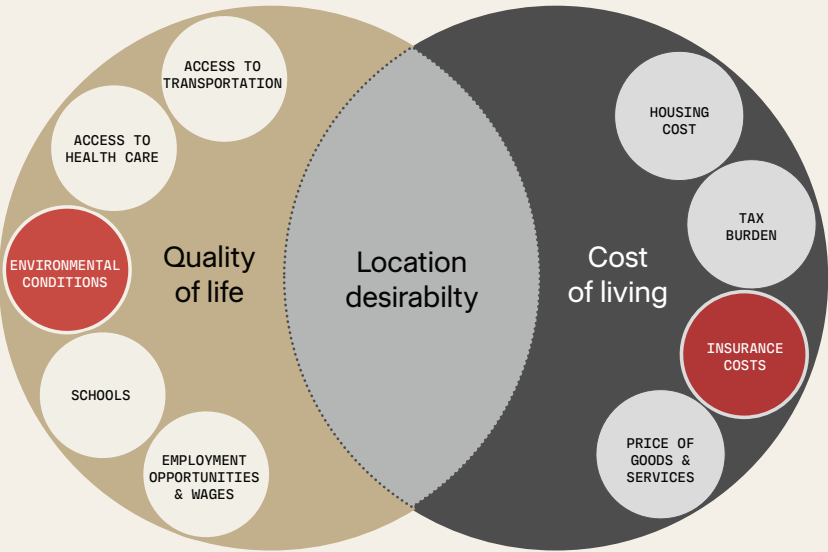 ACCESS TO
TRANSPORTATION
ACCESS TO
HEALTH CARE
ENVIRONMENTAL
CONDITIONS
SCHOOLS
EMPLOYMENT
OPPORTUNITIES
& WAGES
Quality
of life
Location
desirabilty
Cost
of living
HOUSING
COST
TAX
BURDEN
INSURANCE
COSTS
PRICE OF
GOODS &
SERVICES